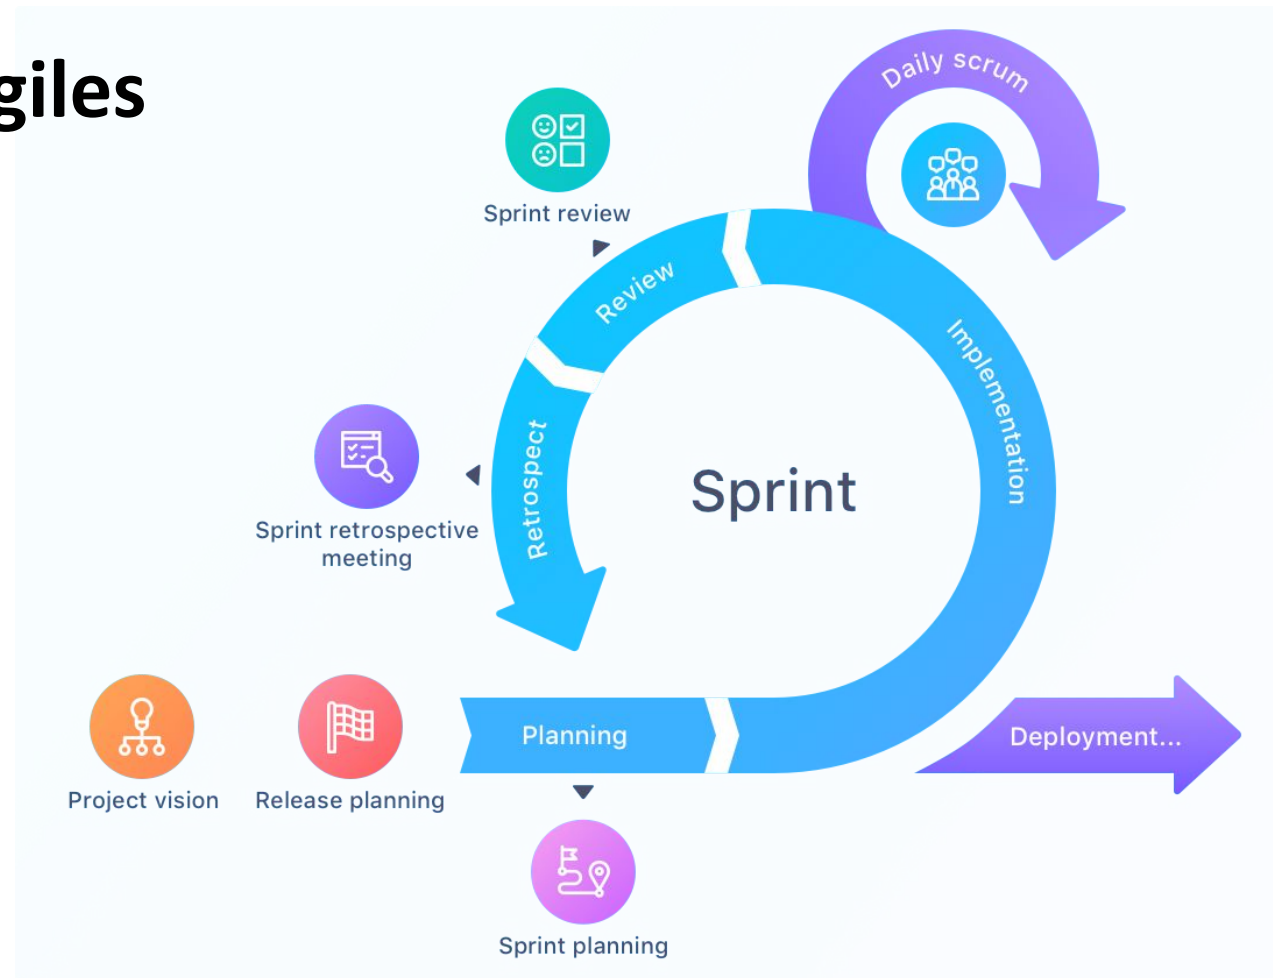 giles
Daily scrum
Sprint review
Review
Implementation
Retrospect
Sprint
Sprint retrospective
meeting
Planning
Deployment...
Project vision
Release planning
Sprint planning